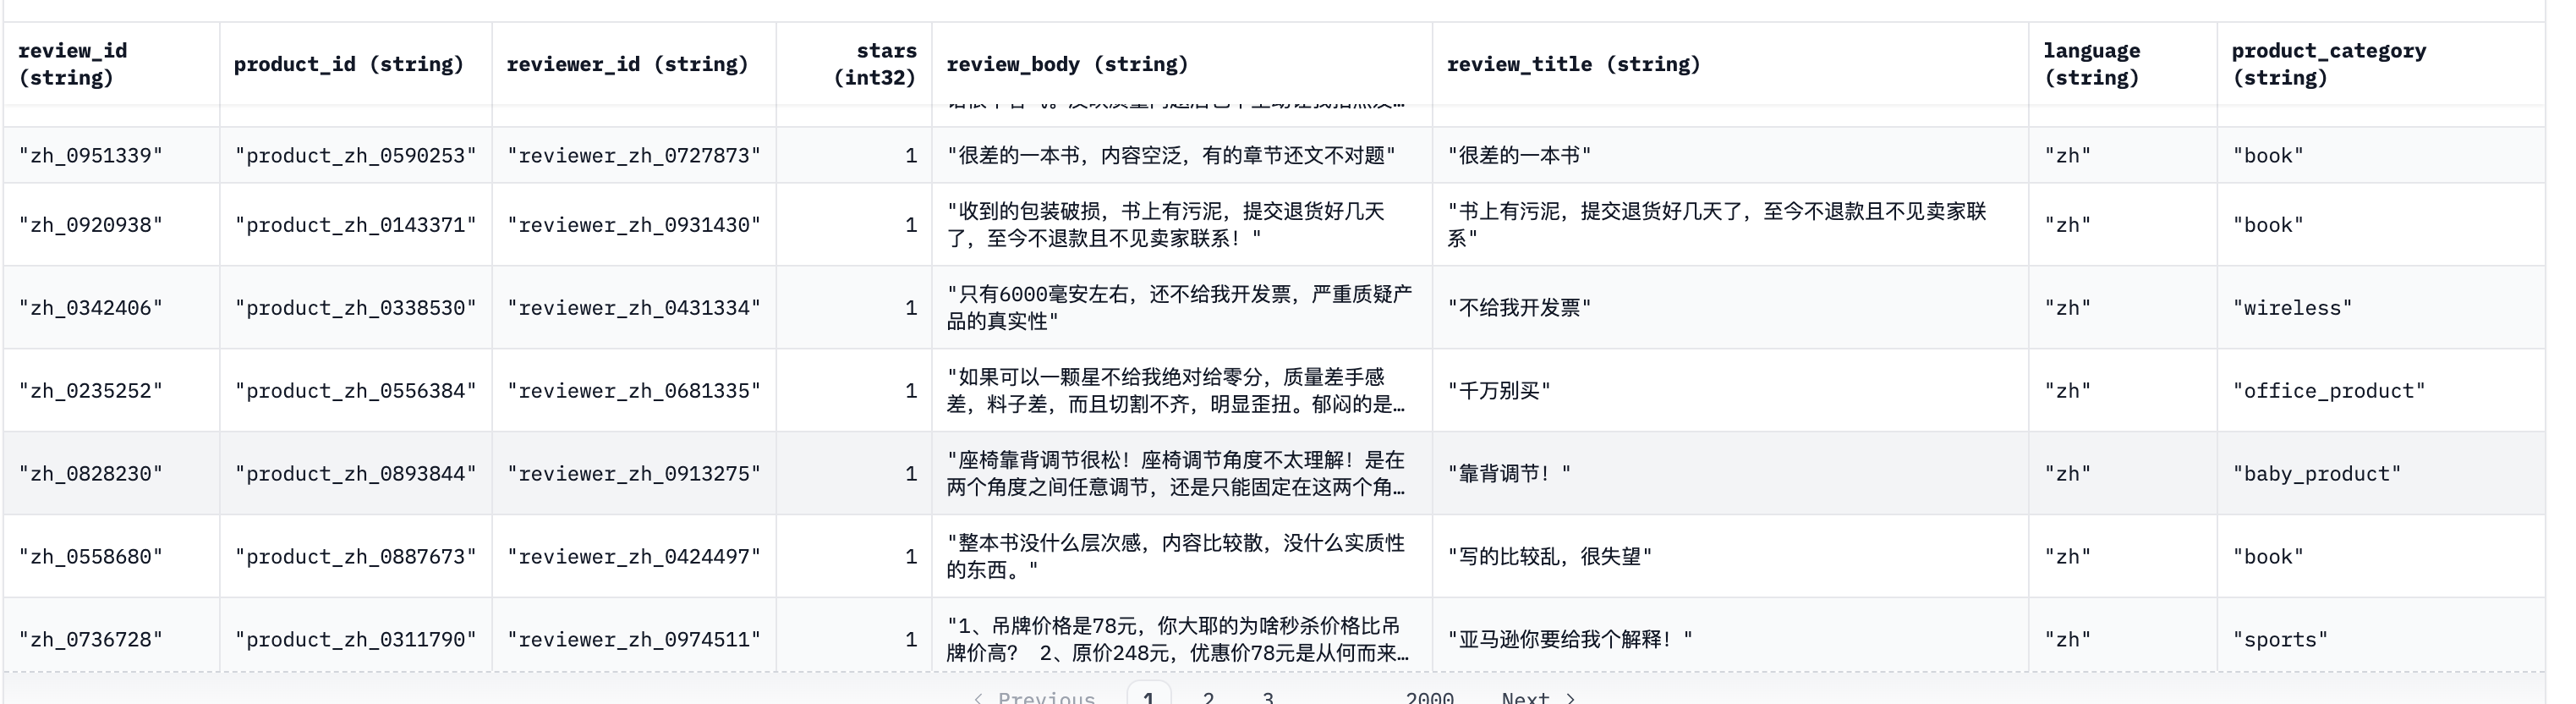 review_id (string) product_id (string) reviewer_id (string) stars (int32) review_body (string) review_title (string) language (string) product_category (string)
"zh_0951339" "product_zh_0590253" "reviewer_zh_0727873" 1 "很差的一本书，内容空泛，有的章节还文不对题" "很差的一本书" "zh" "book"
"zh_0920938" "product_zh_0143371" "reviewer_zh_0931430" 1 "收到的包装破损，书上有污泥，提交退货好几天
了，至今不退款且不见卖家联系！" "书上有污泥，提交退货好几天了，至今不退款且不见卖家联
系" "zh" "book"
"zh_0342406" "product_zh_0338530" "reviewer_zh_0431334" 1 "只有6000毫安左右，还不给我开发票，严重质疑产
品的真实性" "不给我开发票" "zh" "wireless"
"zh_0235252" "product_zh_0556384" "reviewer_zh_0681335" 1 "如果可以一颗星不给我绝对给零分，质量差手感
差，料子差，而且切割不齐，明显歪扭。郁闷的是… "千万别买" "zh" "office_product"
"zh_0828230" "product_zh_0893844" "reviewer_zh_0913275" 1 "座椅靠背调节很松！座椅调节角度不太理解！是在
两个角度之间任意调节，还是只能固定在这两个角… "靠背调节！" "zh" "baby_product"
"zh_0558680" "product_zh_0887673" "reviewer_zh_0424497" 1 "整本书没什么层次感，内容比较散，没什么实质性
的东西。" "写的比较乱，很失望" "zh" "book"
"zh_0736728" "product_zh_0311790" "reviewer_zh_0974511" 1 "1、吊牌价格是78元，你大耶的为啥秒杀价格比吊
牌价高？ 2、原价248元，优惠价78元是从何而来… "亚马逊你要给我个解释！" "zh" "sports"
< Previous 1 2 3 2000 Next >